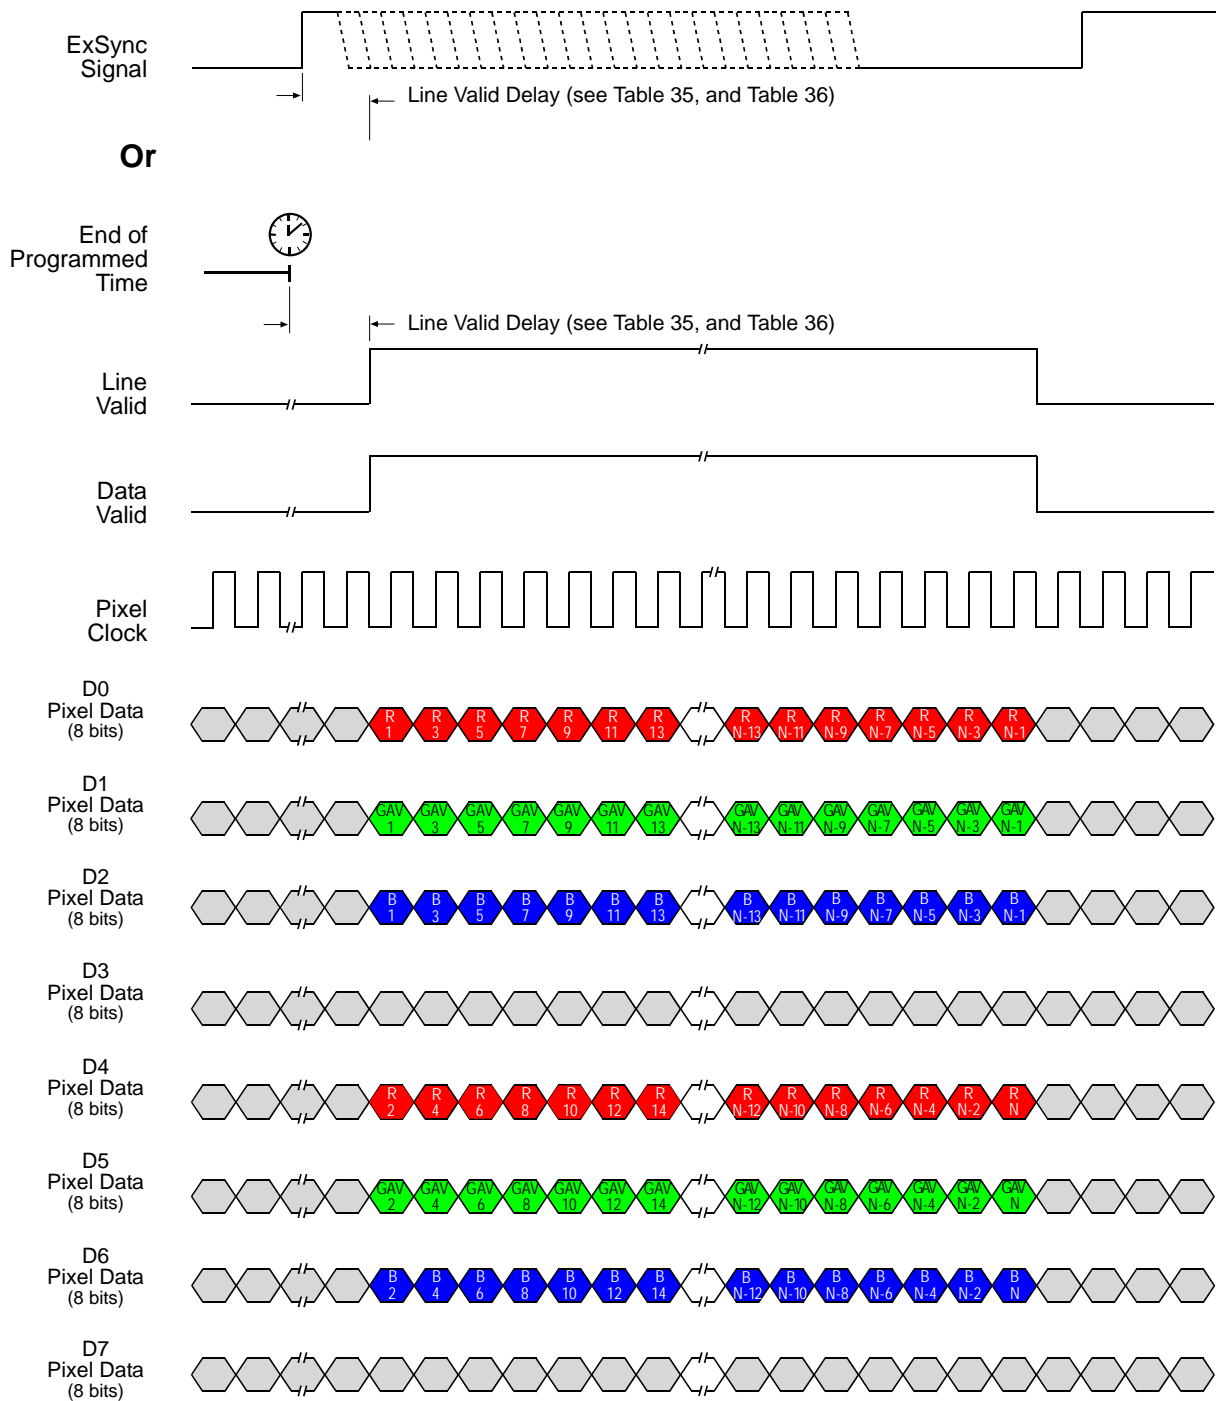 ExSync
Signal
Line Valid Delay (see Table 35, and Table 36)
Or
End of
Programmed
Time
Line Valid Delay (see Table 35, and Table 36)
Line
Valid
Data
Valid
Pixel
Clock
D0
Pixel Data
(8 bits)
R R R R R R R R R R R R R R
1 3 5 7 9 11 13 N-13 N-11 N-9 N-7 N-5 N-3 N-1
D1
Pixel Data
(8 bits)
GAV GAV GAV GAV GAV GAV GAV GAV GAV GAV GAV GAV GAV GAV
1 3 5 7 9 11 13 N-13 N-11 N-9 N-7 N-5 N-3 N-1
D2
Pixel Data
(8 bits)
B B B B B B B B B B B B B B
1 3 5 7 9 11 13 N-13 N-11 N-9 N-7 N-5 N-3 N-1
D3
Pixel Data
(8 bits)
D4
Pixel Data
(8 bits)
R R R R R R R R R R R R R R
2 4 6 8 10 12 14 N-12 N-10 N-8 N-6 N-4 N-2 N
D5
Pixel Data
(8 bits)
GAV GAV GAV GAV GAV GAV GAV GAV GAV GAV GAV GAV GAV GAV
2 4 6 8 10 12 14 N-12 N-10 N-8 N-6 N-4 N-2 N
D6
Pixel Data
(8 bits)
B B B B B B B B B B B B B B
2 4 6 8 10 12 14 N-12 N-10 N-8 N-6 N-4 N-2 N
D7
Pixel Data
(8 bits)